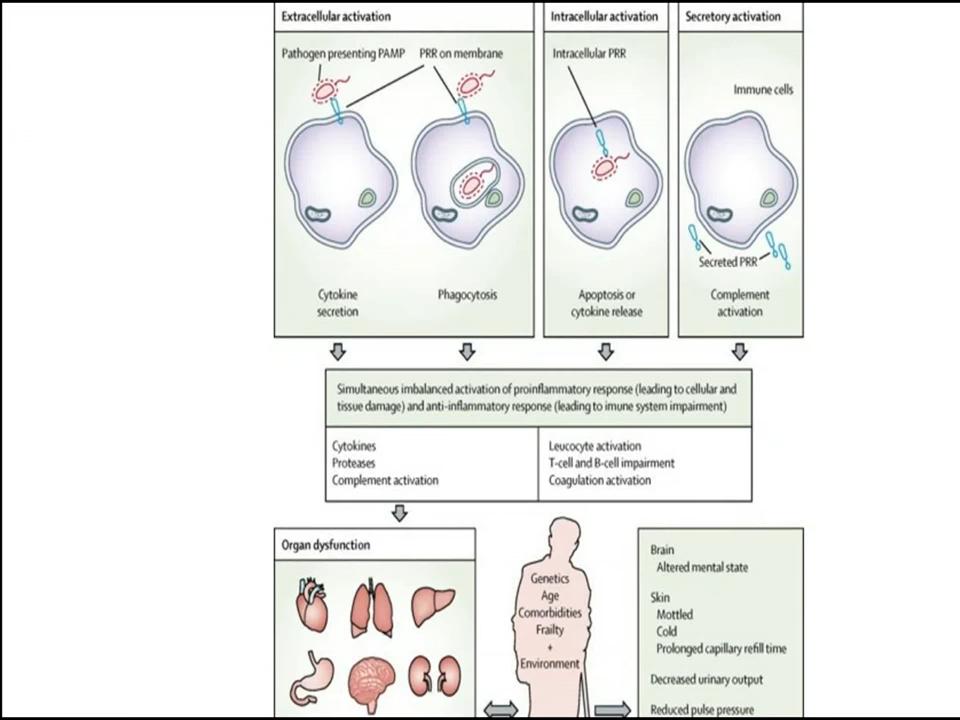 Extracellular activation
Pathogen presenting PAMP
PRR on membrane
Cytokine
secretion
Phagocytosis
Intracellular activation
Intracellular PRR
Apoptosis or
cytokine release
Secretory activation
Immune cells
Secreted PRR
Complement
activation
Simultaneous imbalanced activation of proinflammatory response (leading to cellular and
tissue damage) and anti-inflammatory response (leading to imune system impairment)
Cytokines
Proteases
Complement activation
Leucocyte activation
T-cell and B-cell impairment
Coagulation activation
Organ dysfunction
Genetics
Age
Comorbidities
Frailty
+
Environment
Brain
Altered mental state
Skin
Mottled
Cold
Prolonged capillary refill time
Decreased urinary output
Reduced pulse pressure